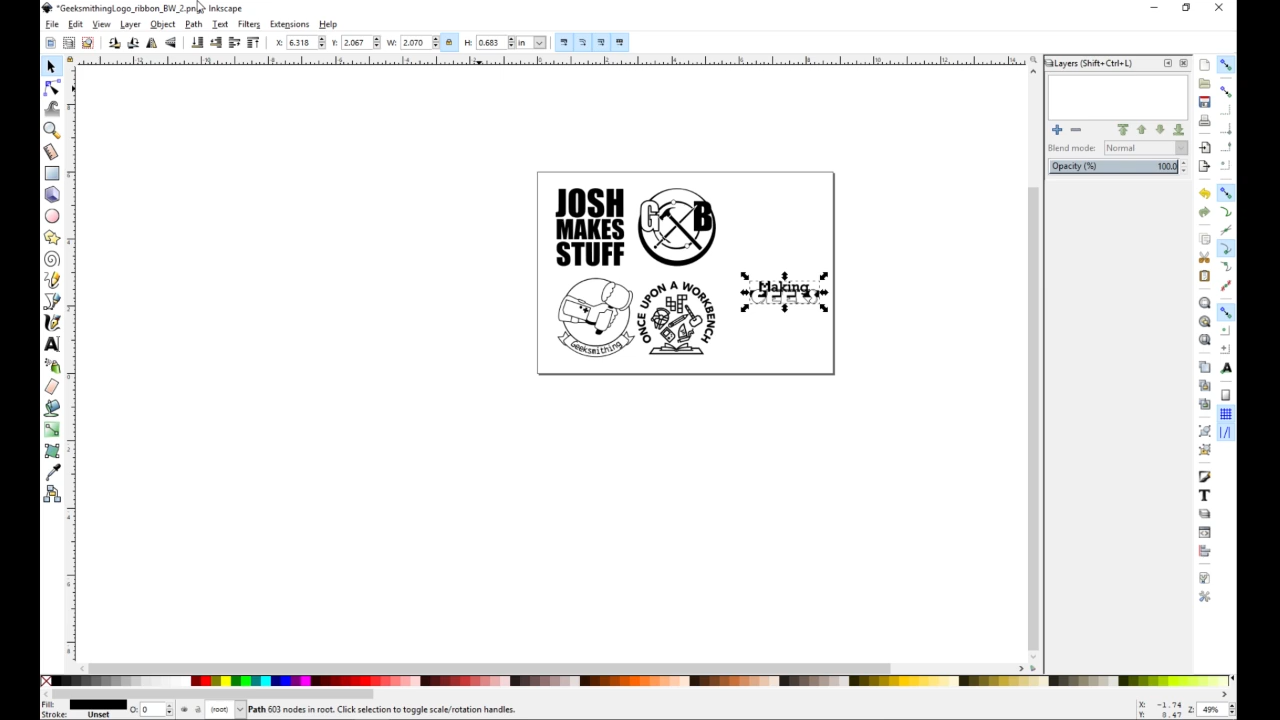 *GeeksmithingLogo_ribbon_BW_2.png - Inkscape
File Edit View Layer Object Path Text Filters Extensions Help
X: 6.318 Y: 2.067 W: 2.070 H: 0.683 in
Layers (Shift+Ctrl+L)
Blend mode: Normal
Opacity (%) 100.0
JOSH
MAKES
STUFF
G B
Making
GEEKS
Geeksmithing
ONCE UPON A WORKBENCH
Fill:
Stroke: Unset
O: 0
(root)
Path 603 nodes in root. Click selection to toggle scale/rotation handles.
X: -1.74
Y: 8.47
Z: 49%